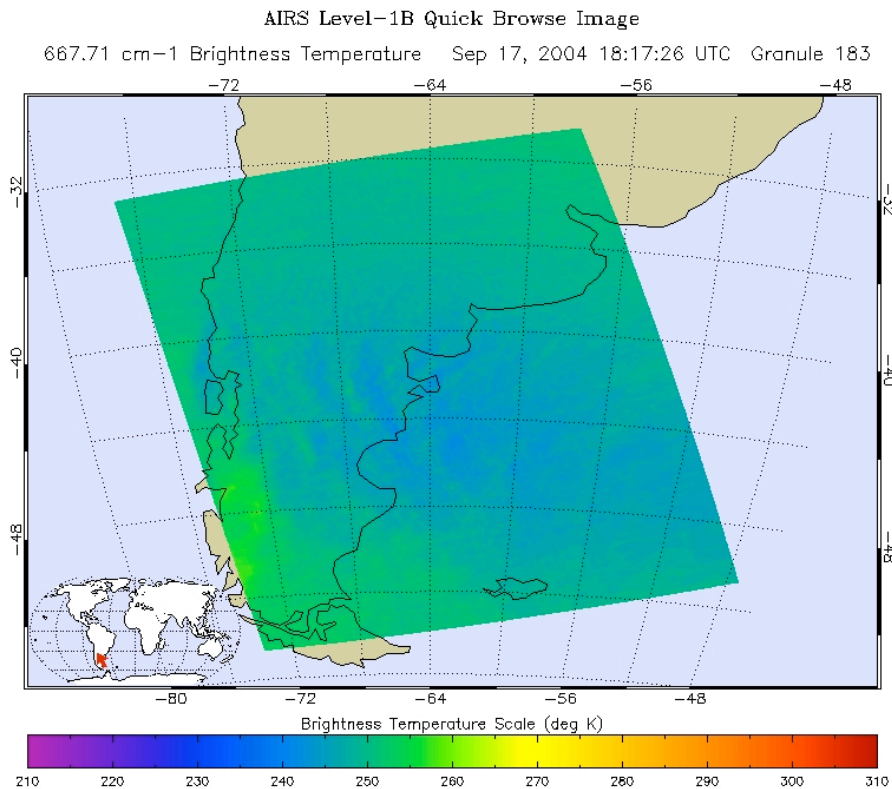 AIRS Level-1B Quick Browse Image
667.71 cm-1 Brightness Temperature Sep 17, 2004 18:17:26 UTC Granule 183
-72 -64 -56 -48
-32 -32
-40 -40
-48 -48
-80 -72 -64 -56 -48
Brightness Temperature Scale (deg K)
210 220 230 240 250 260 270 280 290 300 310